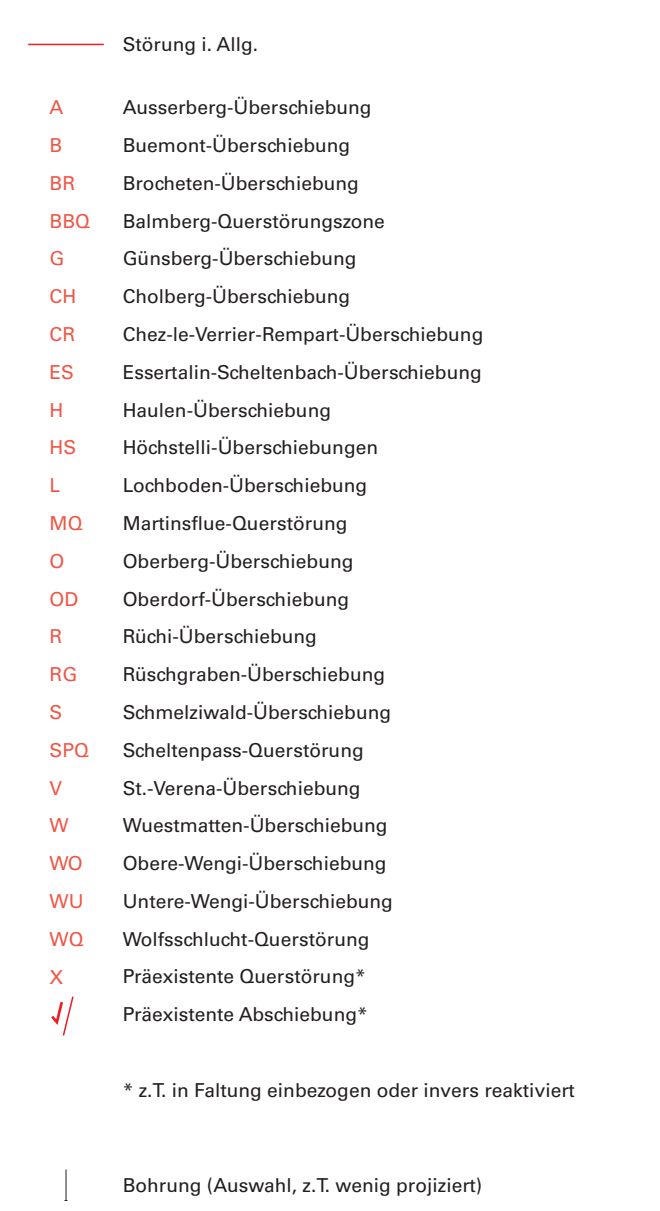 Störung i. Allg.
A Ausserberg-Überschiebung
B Buemont-Überschiebung
BR Brocheten-Überschiebung
BBQ Balmberg-Querstörungszone
G Günsberg-Überschiebung
CH Cholberg-Überschiebung
CR Chez-le-Verrier-Rempart-Überschiebung
ES Essertalin-Scheltenbach-Überschiebung
H Haulen-Überschiebung
HS Höchstelli-Überschiebungen
L Lochboden-Überschiebung
MQ Martinsflue-Querstörung
O Oberberg-Überschiebung
OD Oberdorf-Überschiebung
R Rüchi-Überschiebung
RG Rüschgraben-Überschiebung
S Schmelziwald-Überschiebung
SPQ Scheltenpass-Querstörung
V St.-Verena-Überschiebung
W Wuestmatten-Überschiebung
WO Obere-Wengi-Überschiebung
WU Untere-Wengi-Überschiebung
WQ Wolfsschlucht-Querstörung
X Präexistente Querstörung*
Präexistente Abschiebung*
* z.T. in Faltung einbezogen oder invers reaktiviert
Bohrung (Auswahl, z.T. wenig projiziert)